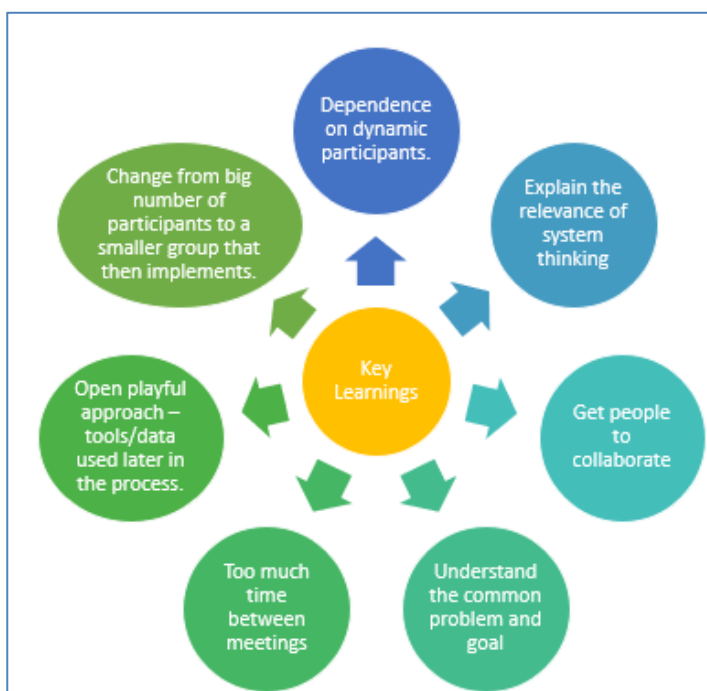 Dependence
on dynamic
participants.
Explain the
relevance of
system
thinking
Get people
to
collaborate
Understand
the common
problem and
goal
Too much
time
between
meetings
Open playful
approach –
tools/data
used later in
the process.
Change from big
number of
participants to a
smaller group that
then implements.
Key
Learnings